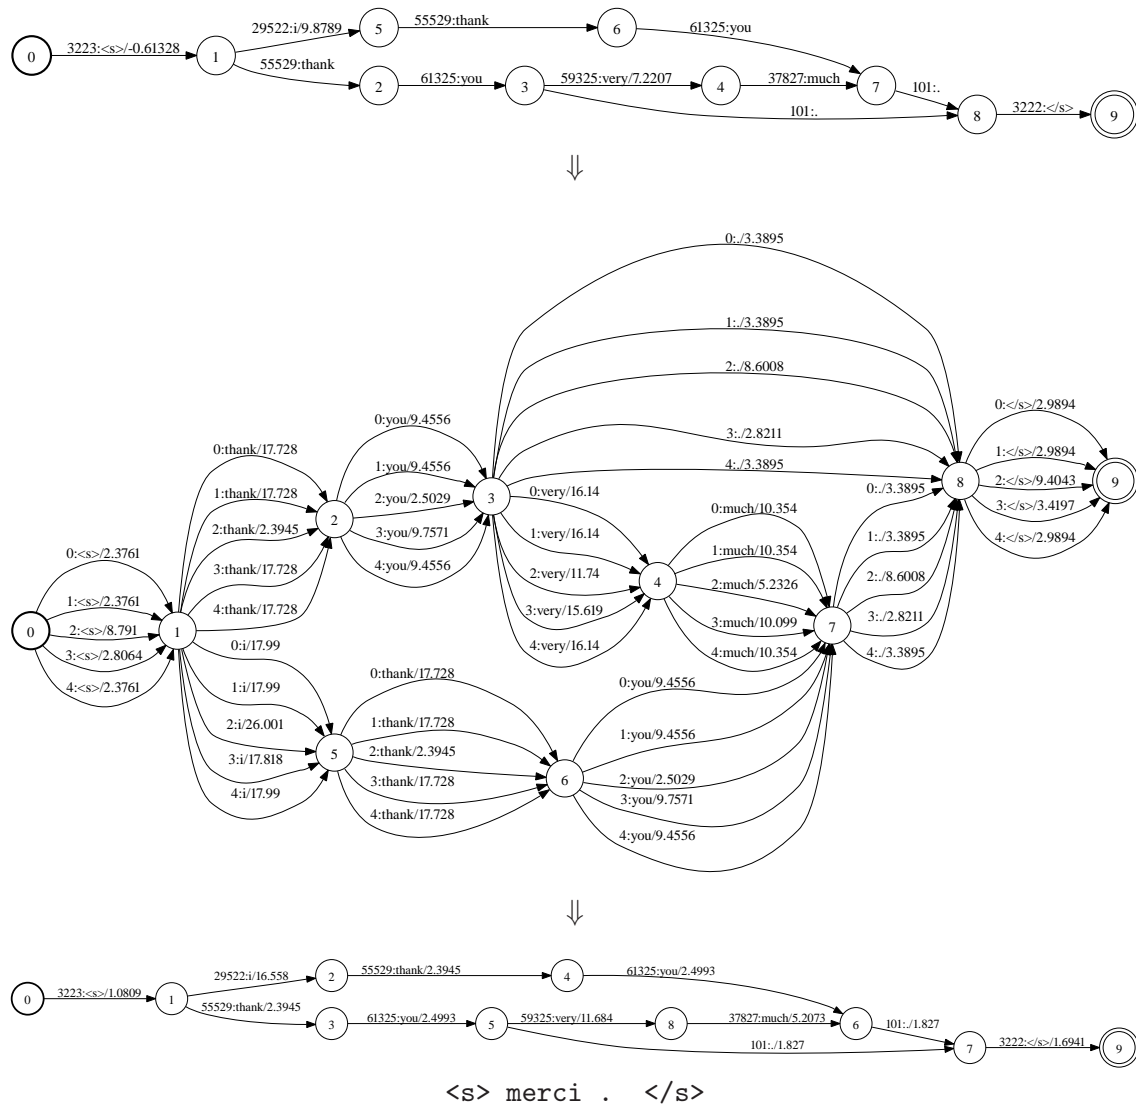 29522:i/9.8789
5
55529:thank
6
61325:you
0
3223:<s>/-0.61328
1
55529:thank
2
61325:you
3
59325:very/7.2207
4
37827:much
7
101:.
101:.
8
3222:</s>
9
⇓
0:./3.3895
1:./3.3895
2:./8.6008
3:./2.8211
4:./3.3895
0:</s>/2.9894
1:</s>/2.9894
2:</s>/9.4043
3:</s>/3.4197
4:</s>/2.9894
0:you/9.4556
1:you/9.4556
2:you/2.5029
3:you/9.7571
4:you/9.4556
0:thank/17.728
1:thank/17.728
2:thank/2.3945
3:thank/17.728
4:thank/17.728
0:very/16.14
1:very/16.14
2:very/11.74
3:very/15.619
4:very/16.14
0:much/10.354
1:much/10.354
2:much/5.2326
3:much/10.099
4:much/10.354
0:./3.3895
1:./3.3895
2:./8.6008
3:./2.8211
4:./3.3895
0:<s>/2.3761
1:<s>/2.3761
2:<s>/8.791
3:<s>/2.8064
4:<s>/2.3761
0:i/17.99
1:i/17.99
2:i/26.001
3:i/17.818
4:i/17.99
0:thank/17.728
1:thank/17.728
2:thank/2.3945
3:thank/17.728
4:thank/17.728
0:you/9.4556
1:you/9.4556
2:you/2.5029
3:you/9.7571
4:you/9.4556
0
1
2
3
4
5
6
7
8
9
⇓
29522:i/16.558
2
55529:thank/2.3945
4
61325:you/2.4993
0
3223:<s>/1.0809
1
55529:thank/2.3945
3
61325:you/2.4993
5
59325:very/11.684
8
37827:much/5.2073
6
101:./1.827
101:./1.827
7
3222:</s>/1.6941
9
<s> merci . </s>